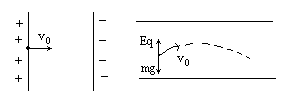 + −
+ v0 −
+ −
+ −
Eq
v0
mg